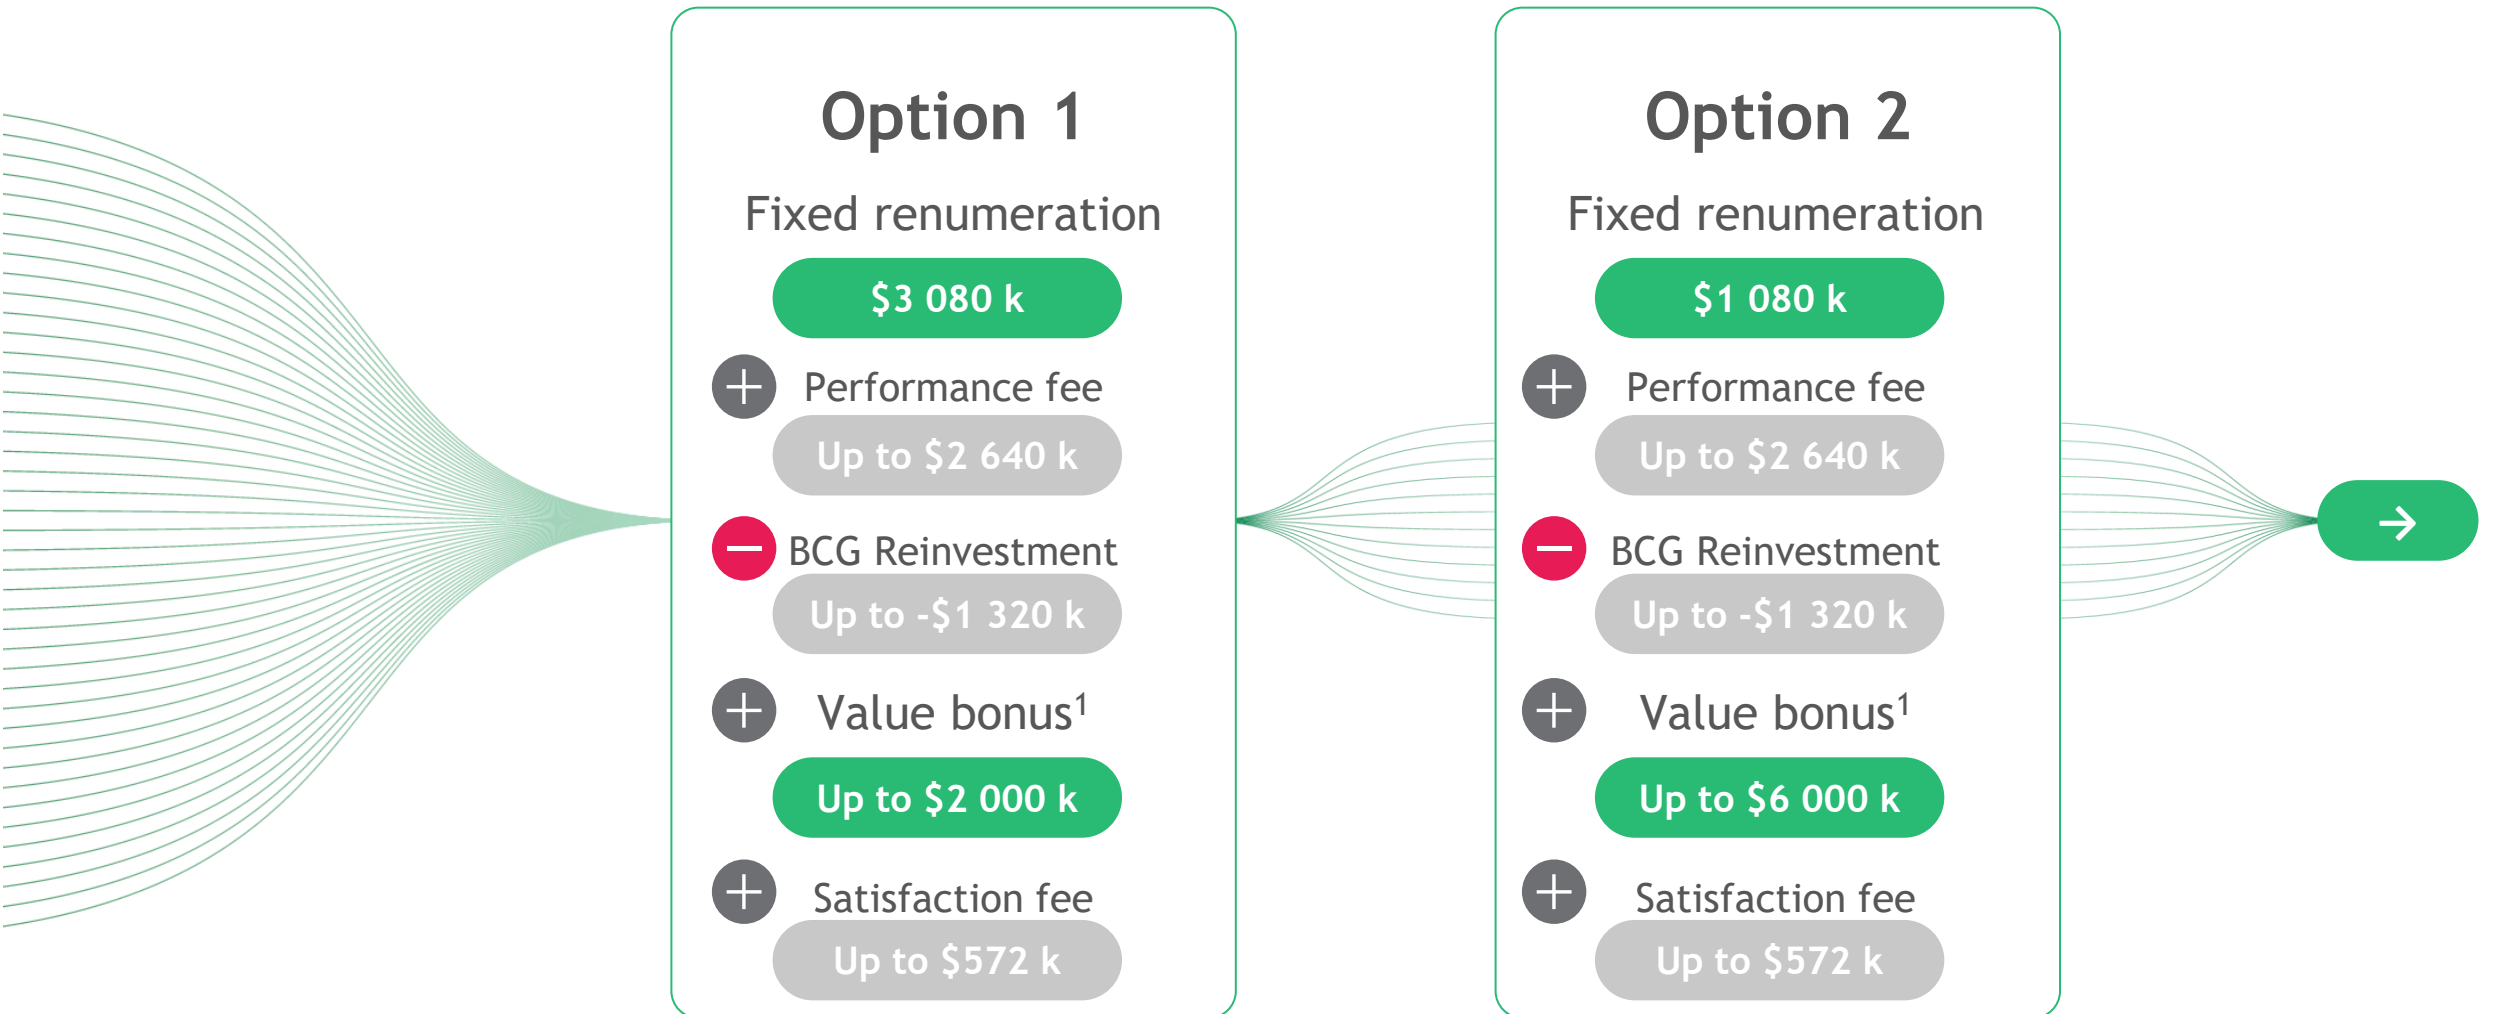 Option 1
Fixed renumeration
$3 080 k
Performance fee
Up to $2 640 k
BCG Reinvestment
Up to -$1 320 k
Value bonus¹
Up to $2 000 k
Satisfaction fee
Up to $572 k
Option 2
Fixed renumeration
$1 080 k
Performance fee
Up to $2 640 k
BCG Reinvestment
Up to -$1 320 k
Value bonus¹
Up to $6 000 k
Satisfaction fee
Up to $572 k